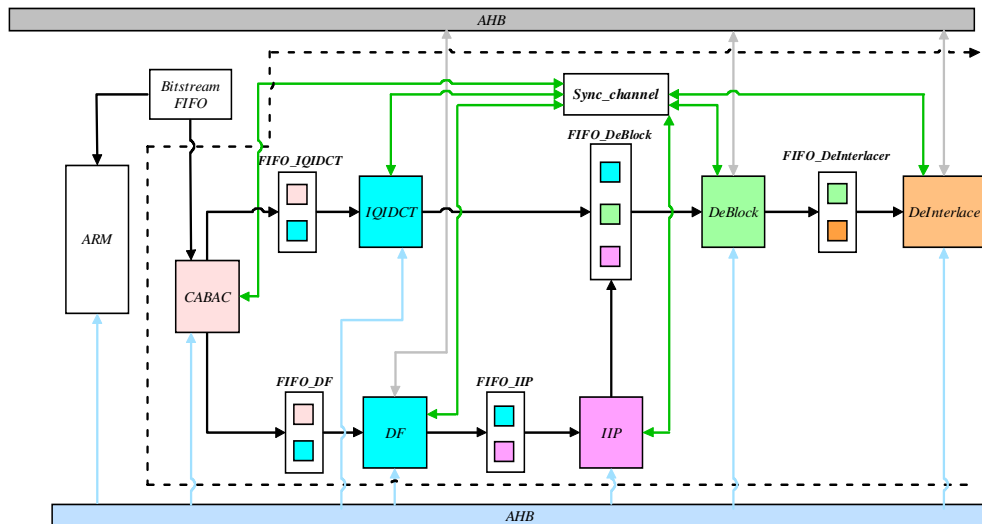 AHB
Bitstream
FIFO
Sync_channel
FIFO_DeBlock
FIFO_IQIDCT
FIFO_DeInterlacer
ARM
IQIDCT
DeBlock
DeInterlace
CABAC
FIFO_DF
FIFO_IIP
DF
IIP
AHB